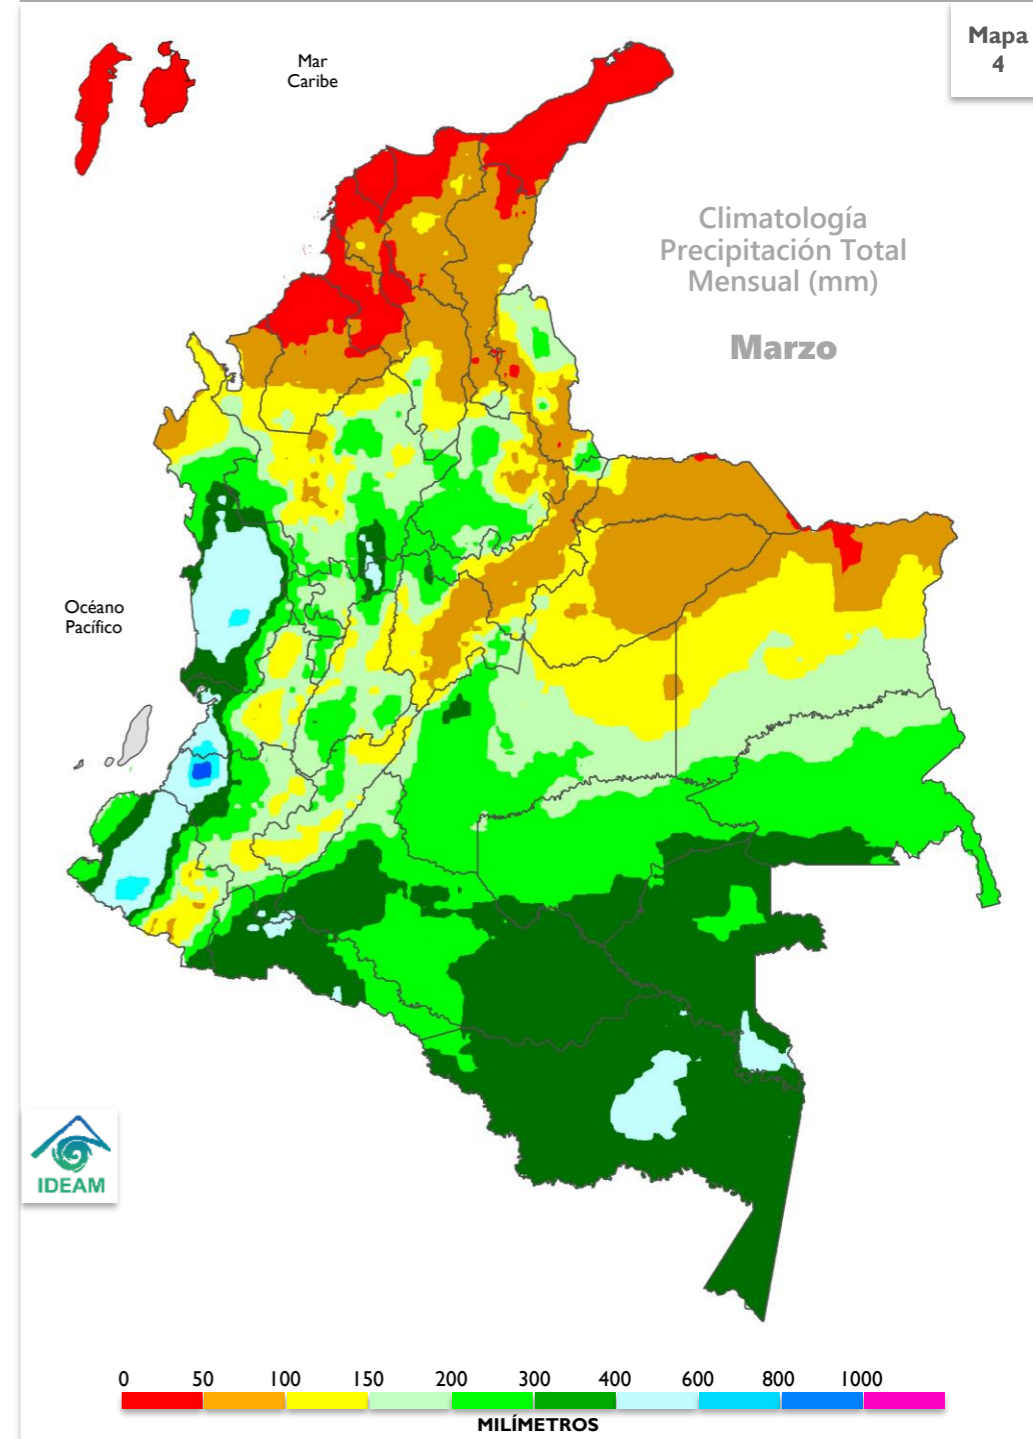 Mapa
4
Mar
Caribe
Climatología
Precipitación Total
Mensual (mm)
Marzo
Océano
Pacífico
IDEAM
0 50 100 150 200 300 400 600 800 1000
MILÍMETROS